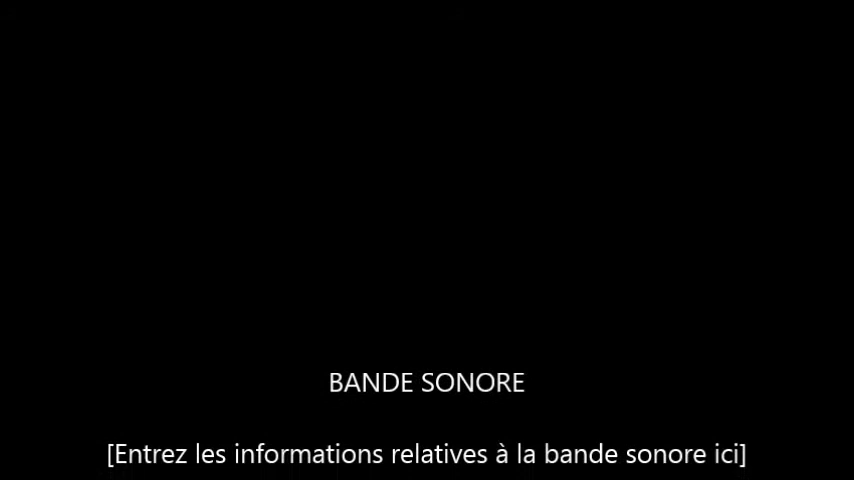 BANDE SONORE
[Entrez les informations relatives à la bande sonore ici]